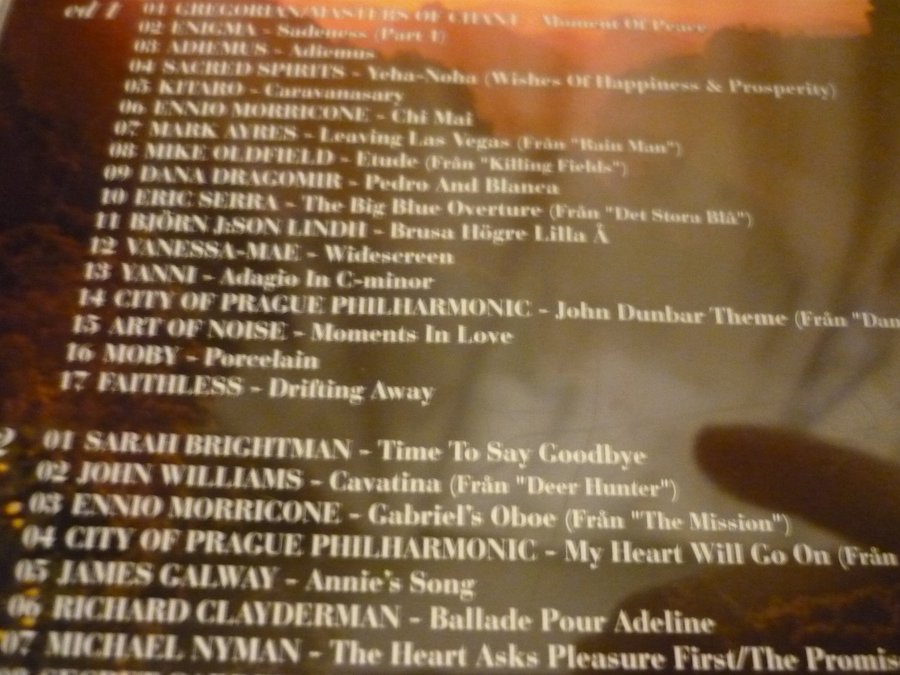 cd 1
01 GREGORIAN/MASTERS OF CHANT - Moment Of Peace
02 ENIGMA - Sadeness (Part 1)
03 ADIEMUS - Adiemus
04 SACRED SPIRITS - Yeha-Noha (Wishes Of Happiness & Prosperity)
05 KITARO - Caravanasary
06 ENNIO MORRICONE - Chi Mai
07 MARK AYRES - Leaving Las Vegas (Från "Rain Man")
08 MIKE OLDFIELD - Etude (Från "Killing Fields")
09 DANA DRAGOMIR - Pedro And Blanca
10 ERIC SERRA - The Big Blue Overture (Från "Det Stora Blå")
11 BJÖRN J:SON LINDH - Brusa Högre Lilla Å
12 VANESSA-MAE - Widescreen
13 YANNI - Adagio In C-minor
14 CITY OF PRAGUE PHILHARMONIC - John Dunbar Theme (Från "Dan
15 ART OF NOISE - Moments In Love
16 MOBY - Porcelain
17 FAITHLESS - Drifting Away
2
01 SARAH BRIGHTMAN - Time To Say Goodbye
02 JOHN WILLIAMS - Cavatina (Från "Deer Hunter")
03 ENNIO MORRICONE - Gabriel's Oboe (Från "The Mission")
04 CITY OF PRAGUE PHILHARMONIC - My Heart Will Go On (Från
05 JAMES GALWAY - Annie's Song
06 RICHARD CLAYDERMAN - Ballade Pour Adeline
07 MICHAEL NYMAN - The Heart Asks Pleasure First/The Promis